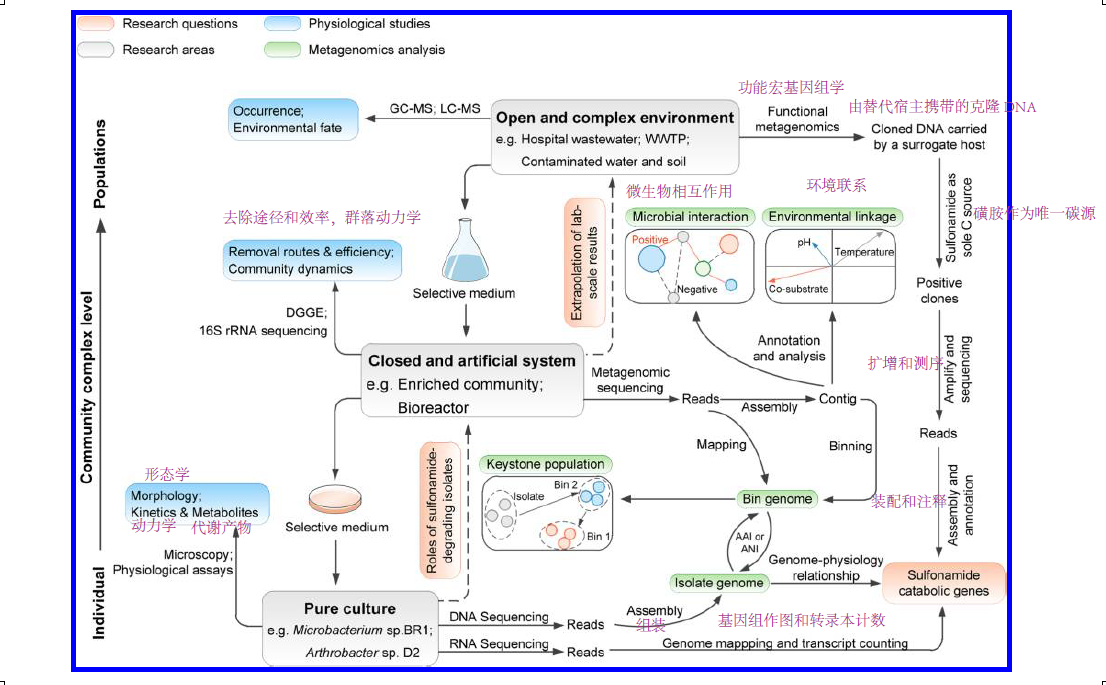 Research questions
Physiological studies
Research areas
Metagenomics analysis
Populations
Community complex level
Individual
Occurrence;
Environmental fate
GC-MS; LC-MS
Open and complex environment
e.g. Hospital wastewater; WWTP;
Contaminated water and soil
功能宏基因组学
Functional
metagenomics
由替代宿主携带的克隆 DNA
Cloned DNA carried
by a surrogate host
去除途径和效率，群落动力学
Removal routes & efficiency;
Community dynamics
Selective medium
Extrapolation of lab-
scale results
微生物相互作用
Microbial interaction
Positive
Negative
环境联系
Environmental linkage
pH
Temperature
Co-substrate
Sulfonamide as
sole C source
磺胺作为唯一碳源
Positive
clones
DGGE;
16S rRNA sequencing
Closed and artificial system
e.g. Enriched community;
Bioreactor
Metagenomic
sequencing
Reads
Assembly
Contig
Annotation
and analysis
扩增和测序
Amplify and
sequencing
Reads
Mapping
Binning
形态学
Morphology;
Kinetics & Metabolites
动力学
代谢产物
Microscopy;
Physiological assays
Selective medium
Roles of sulfonamide-
degrading isolates
Keystone population
Isolate
Bin 2
Bin 1
Bin genome
AAI or
ANI
Isolate genome
装配和注释
Assembly and
annotation
Genome-physiology
relationship
Sulfonamide
catabolic genes
Pure culture
e.g. Microbacterium sp.BR1;
Arthrobacter sp. D2
DNA Sequencing
Reads
Assembly
组装
基因组作图和转录本计数
RNA Sequencing
Reads
Genome mappping and transcript counting